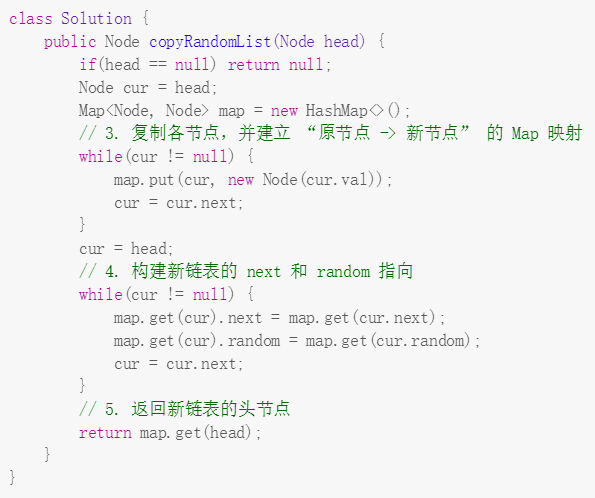 class Solution {
    public Node copyRandomList(Node head) {
        if(head == null) return null;
        Node cur = head;
        Map<Node, Node> map = new HashMap<>();
        // 3. 复制各节点，并建立 “原节点 -> 新节点” 的 Map 映射
        while(cur != null) {
            map.put(cur, new Node(cur.val));
            cur = cur.next;
        }
        cur = head;
        // 4. 构建新链表的 next 和 random 指向
        while(cur != null) {
            map.get(cur).next = map.get(cur.next);
            map.get(cur).random = map.get(cur.random);
            cur = cur.next;
        }
        // 5. 返回新链表的头节点
        return map.get(head);
    }
}